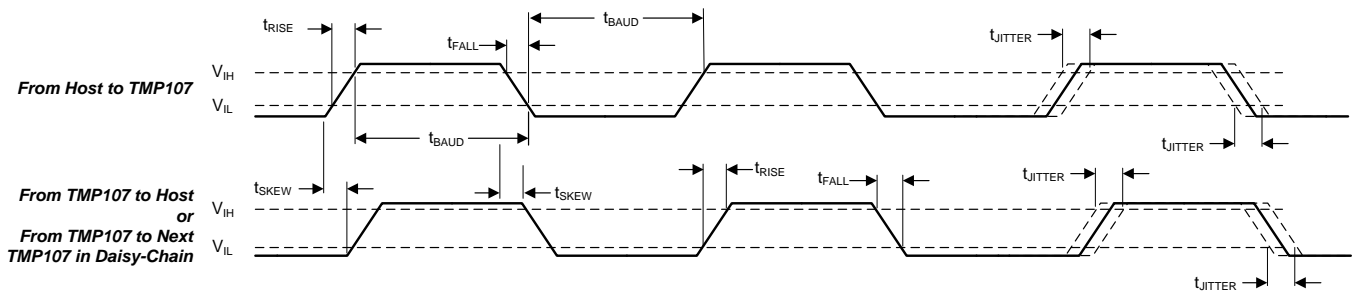 tRISE
tFALL
tBAUD
tJITTER
From Host to TMP107
VIH
VIL
tBAUD
tJITTER
tSKEW
tSKEW
tRISE
tFALL
tJITTER
From TMP107 to Host
or
From TMP107 to Next
TMP107 in Daisy-Chain
VIH
VIL
tJITTER